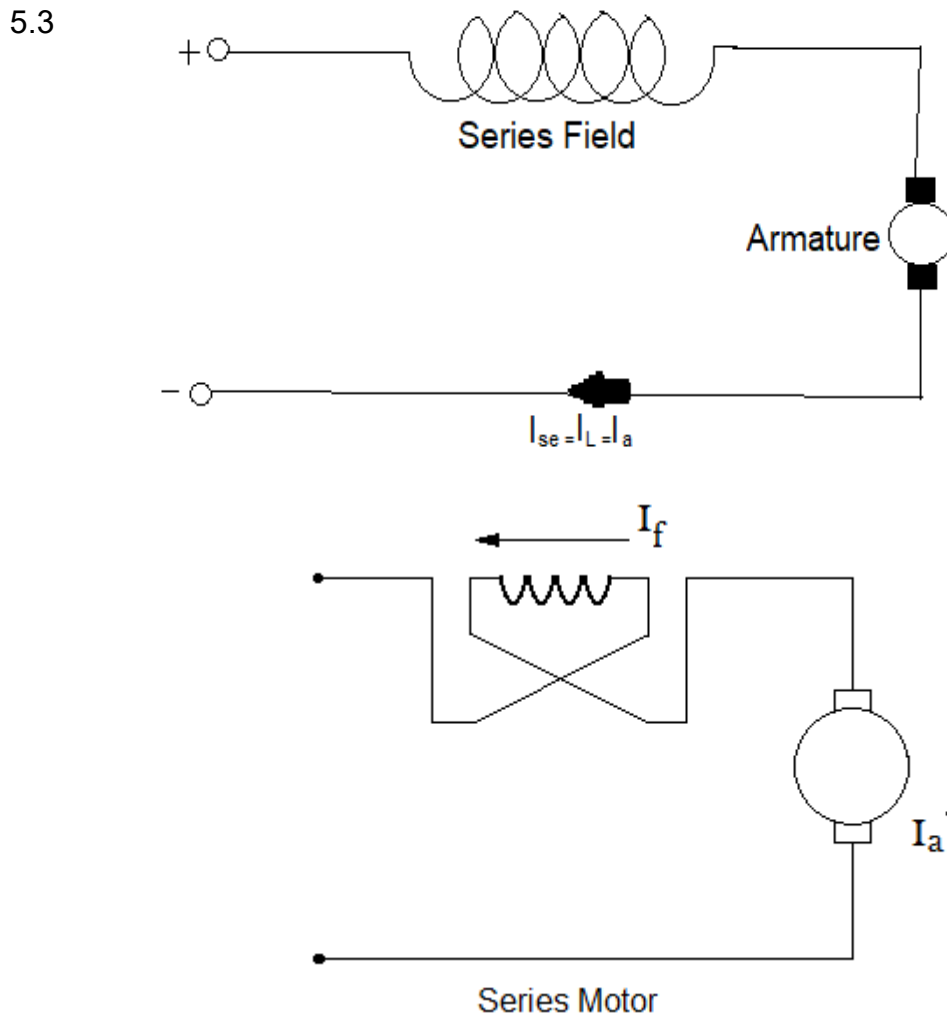 5.3
+
Series Field
Armature
−
Ise = IL = Ia
If
Ia
Series Motor